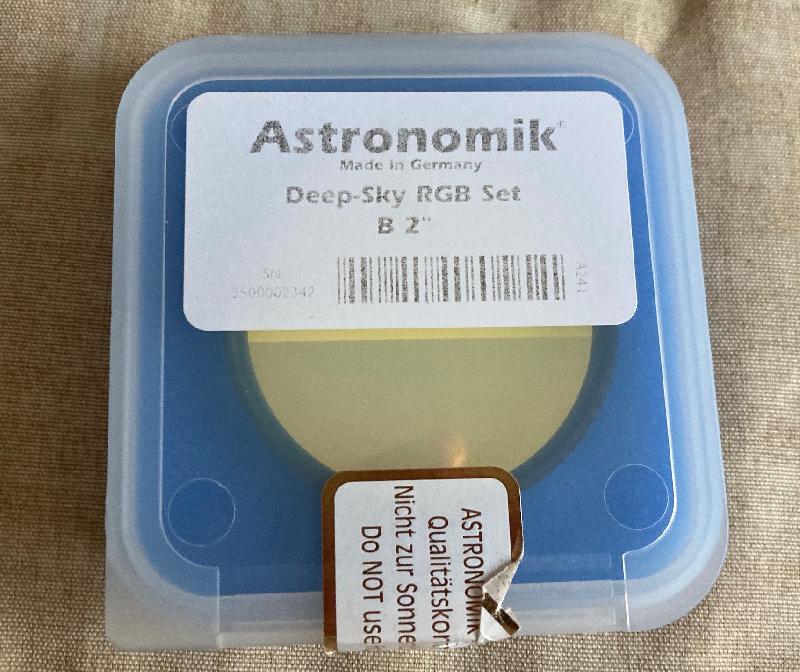 Astronomik®
Made in Germany
Deep-Sky RGB Set
B 2"
SN.
3500002342
A241
ASTRONOMIK
Qualitätskon
Nicht zur Sonne
Do NOT use